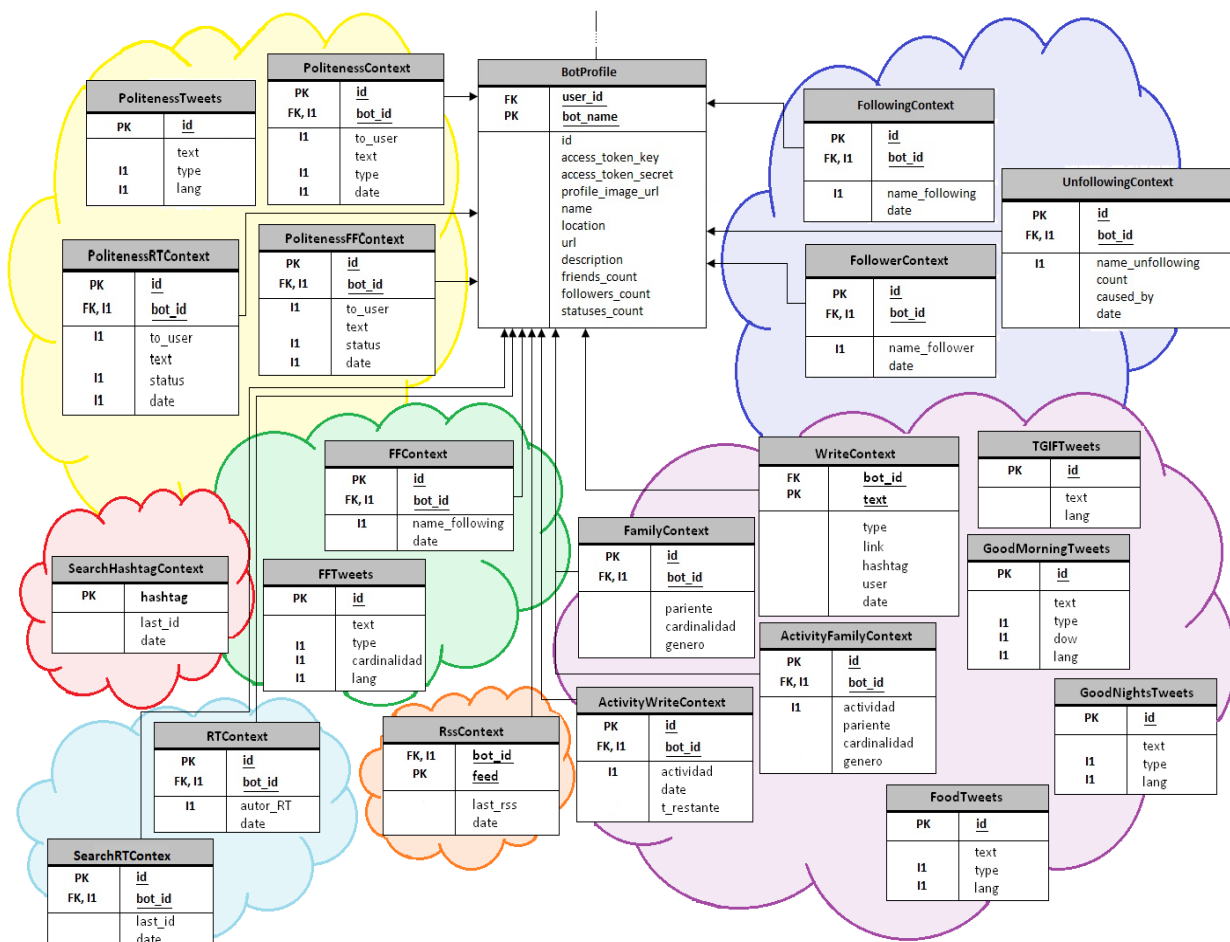 PolitenessTweets
PK id
text
I1 type
I1 lang
PolitenessContext
PK id
FK, I1 bot_id
I1 to_user
text
I1 type
I1 date
BotProfile
FK user_id
PK bot_name
id
access_token_key
access_token_secret
profile_image_url
name
location
url
description
friends_count
followers_count
statuses_count
FollowingContext
PK id
FK, I1 bot_id
I1 name_following
date
UnfollowingContext
PK id
FK, I1 bot_id
I1 name_unfollowing
count
caused_by
date
PolitenessRTContext
PK id
FK, I1 bot_id
I1 to_user
text
I1 status
I1 date
PolitenessFFContext
PK id
FK, I1 bot_id
I1 to_user
text
I1 status
I1 date
FollowerContext
PK id
FK, I1 bot_id
I1 name_follower
date
FFContext
PK id
FK, I1 bot_id
I1 name_following
date
WriteContext
FK bot_id
PK text
type
link
hashtag
user
date
TGIFTweets
PK id
text
lang
SearchHashtagContext
PK hashtag
last_id
date
FFTweets
PK id
text
I1 type
I1 cardinalidad
I1 lang
FamilyContext
PK id
FK, I1 bot_id
pariente
cardinalidad
genero
GoodMorningTweets
PK id
text
I1 type
I1 dow
I1 lang
ActivityFamilyContext
PK id
FK, I1 bot_id
I1 actividad
pariente
cardinalidad
genero
GoodNightsTweets
PK id
text
I1 type
I1 lang
RTContext
PK id
FK, I1 bot_id
I1 autor_RT
date
RssContext
FK, I1 bot_id
PK feed
last_rss
date
ActivityWriteContext
PK id
FK, I1 bot_id
I1 actividad
date
t_restante
FoodTweets
PK id
text
I1 type
I1 lang
SearchRTContex
PK id
FK, I1 bot_id
last_id
date